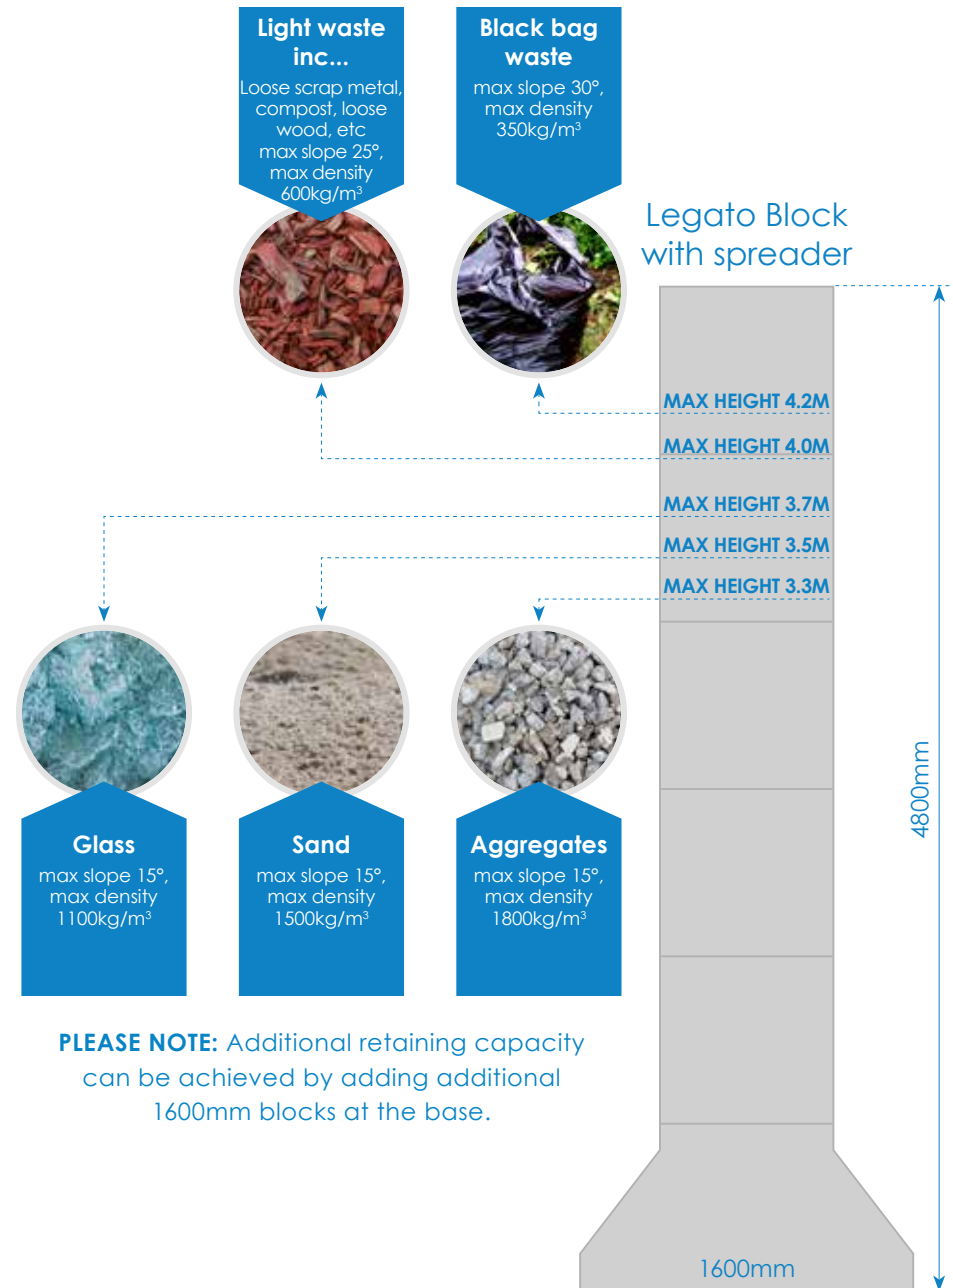 Light waste
inc...
Loose scrap metal,
compost, loose
wood, etc
max slope 25°,
max density
600kg/m³
Black bag
waste
max slope 30°,
max density
350kg/m³
Legato Block
with spreader
MAX HEIGHT 4.2M
MAX HEIGHT 4.0M
MAX HEIGHT 3.7M
MAX HEIGHT 3.5M
MAX HEIGHT 3.3M
4800mm
Glass
max slope 15°,
max density
1100kg/m³
Sand
max slope 15°,
max density
1500kg/m³
Aggregates
max slope 15°,
max density
1800kg/m³
PLEASE NOTE: Additional retaining capacity
can be achieved by adding additional
1600mm blocks at the base.
1600mm